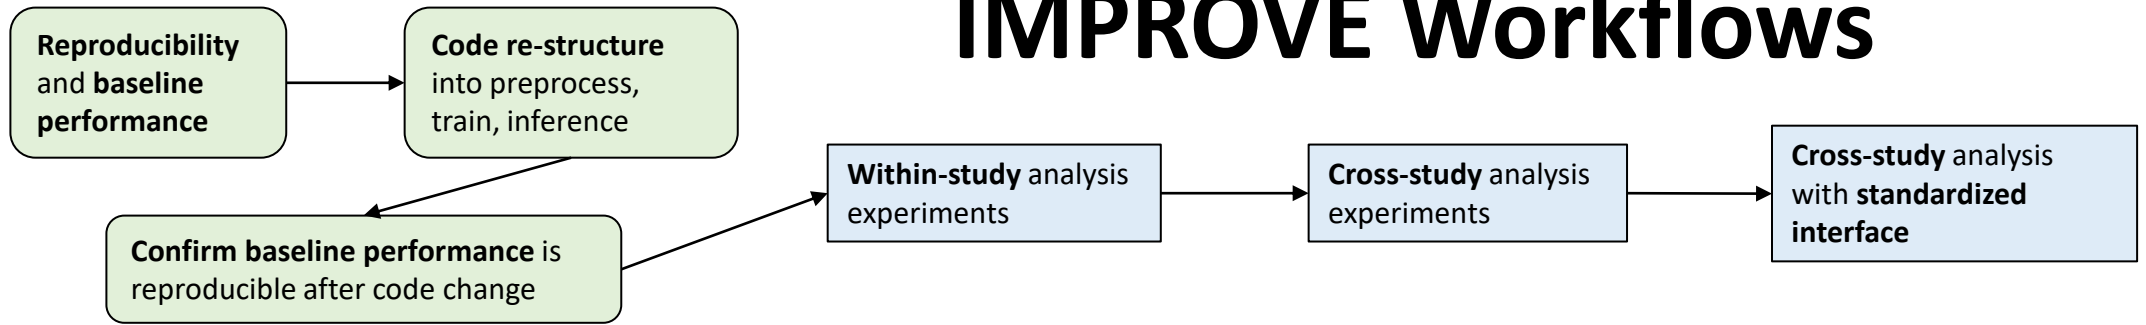 IMPROVE Workflows
Reproducibility
and baseline
performance
Code re-structure
into preprocess,
train, inference
Confirm baseline performance is
reproducible after code change
Within-study analysis
experiments
Cross-study analysis
experiments
Cross-study analysis
with standardized
interface